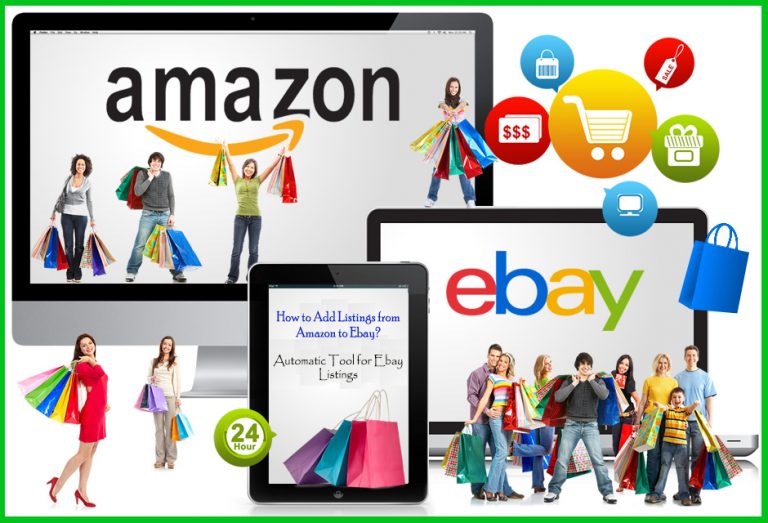 amazon
SALE
$$$
ebay
How to Add Listings from
Amazon to Ebay?
Automatic Tool for Ebay
Listings
24
Hour